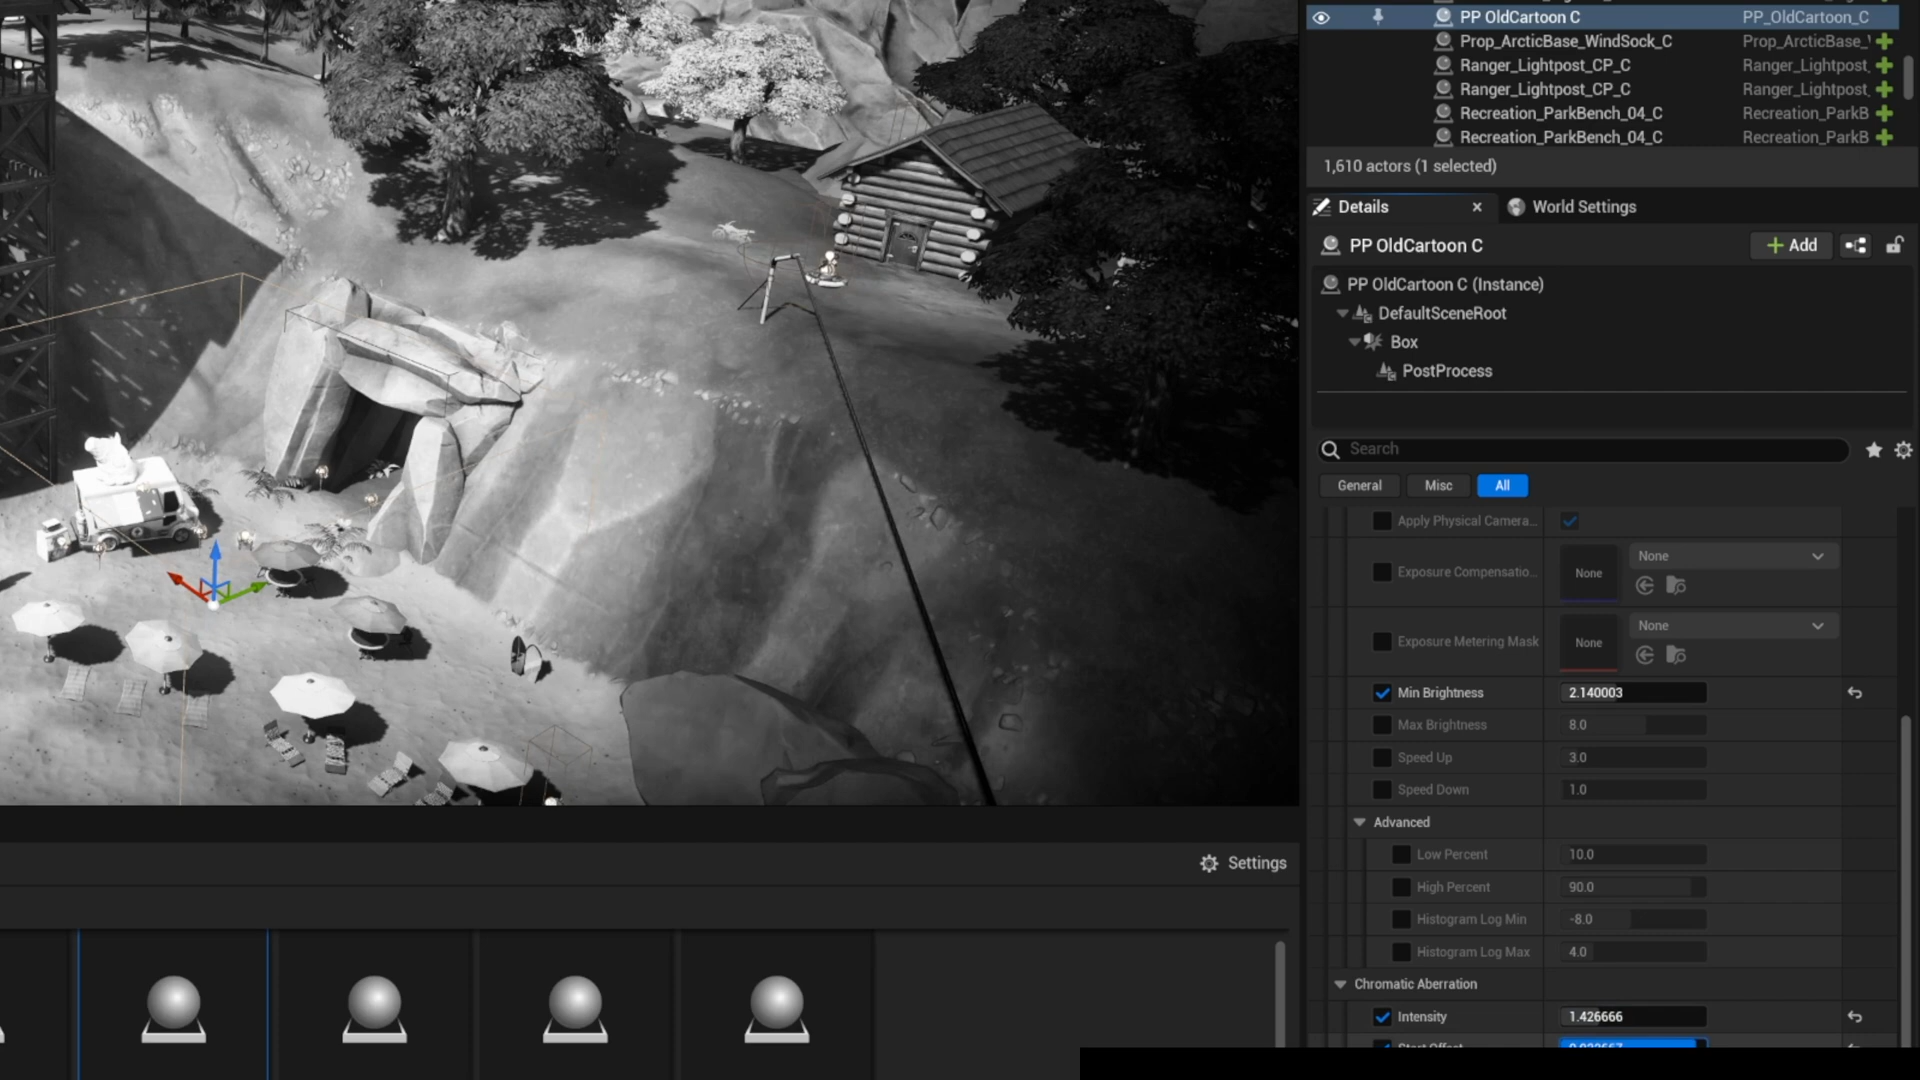 PP OldCartoon C PP_OldCartoon_C
Prop_ArcticBase_WindSock_C Prop_ArcticBase_
Ranger_Lightpost_CP_C Ranger_Lightpost_
Ranger_Lightpost_CP_C Ranger_Lightpost_
Recreation_ParkBench_04_C Recreation_ParkB
Recreation_ParkBench_04_C Recreation_ParkB
1,610 actors (1 selected)
Details World Settings
PP OldCartoon C Add
PP OldCartoon C (Instance)
DefaultSceneRoot
Box
PostProcess
Search
General Misc All
Apply Physical Camera...
Exposure Compensatio... None None
Exposure Metering Mask None None
Min Brightness 2.140003
Max Brightness 8.0
Speed Up 3.0
Speed Down 1.0
Advanced
Low Percent 10.0
High Percent 90.0
Histogram Log Min -8.0
Histogram Log Max 4.0
Chromatic Aberration
Intensity 1.426666
Start Offset
Settings